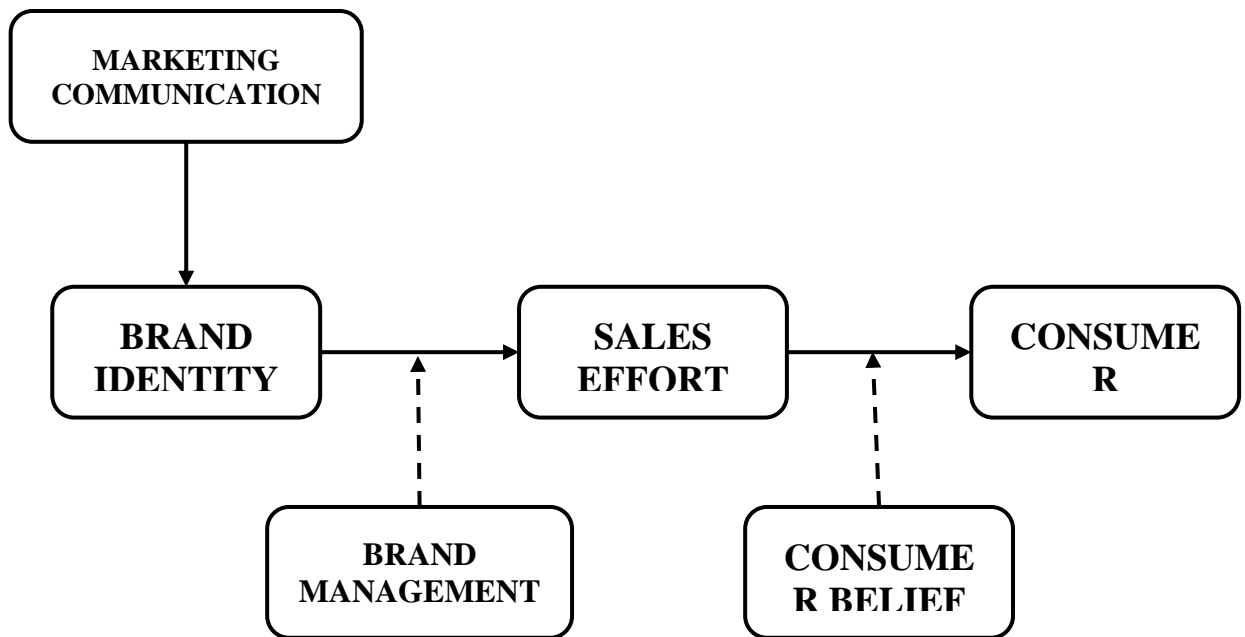 MARKETING
COMMUNICATION
BRAND
IDENTITY
SALES
EFFORT
CONSUME
R
BRAND
MANAGEMENT
CONSUME
R BELIEF